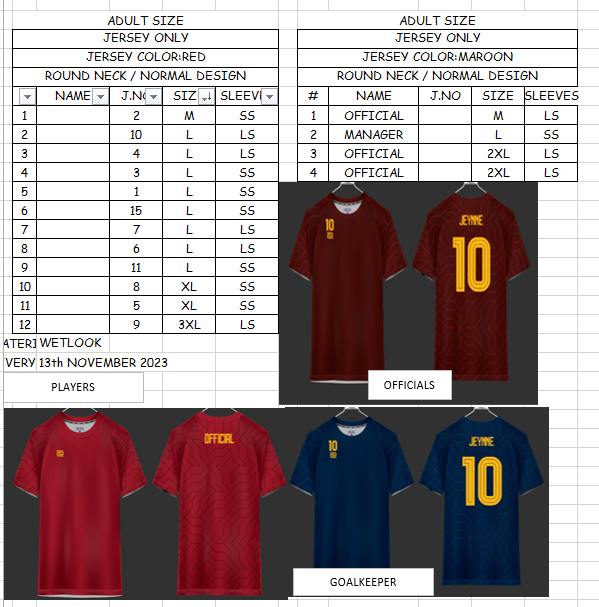 ADULT SIZE
JERSEY ONLY
JERSEY COLOR:RED
ROUND NECK / NORMAL DESIGN
NAME J.NO SIZ SLEEV
1 2 M SS
2 10 L LS
3 4 L LS
4 3 L LS
5 1 L SS
6 15 L SS
7 7 L LS
8 6 L LS
9 11 L SS
10 8 XL SS
11 5 XL SS
12 9 3XL LS
ATERI WETLOOK
VERY 13th NOVEMBER 2023
ADULT SIZE
JERSEY ONLY
JERSEY COLOR:MAROON
ROUND NECK / NORMAL DESIGN
# NAME J.NO SIZE SLEEVES
1 OFFICIAL M LS
2 MANAGER L SS
3 OFFICIAL 2XL LS
4 OFFICIAL 2XL LS
10
JEYNNE
10
OFFICIALS
PLAYERS
OFFICIAL
10
JEYNNE
10
GOALKEEPER